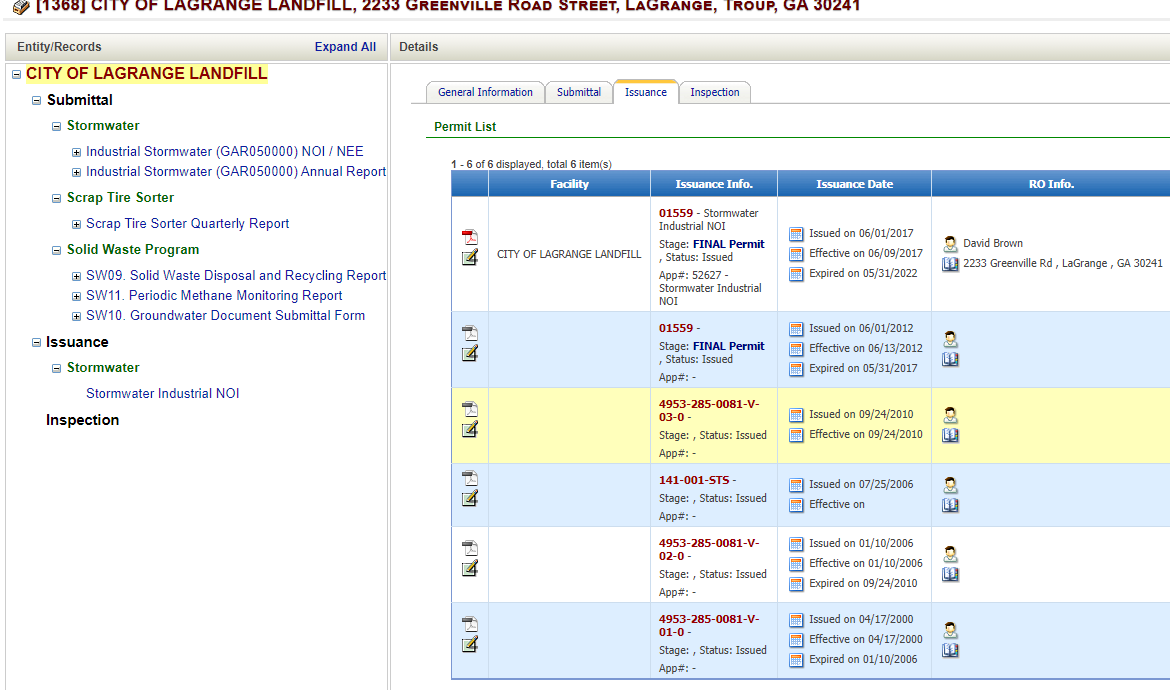 [1368] CITY OF LAGRANGE LANDFILL, 2233 GREENVILLE ROAD STREET, LAGRANGE, TROUP, GA 30241
Entity/Records
Expand All
CITY OF LAGRANGE LANDFILL
Submittal
Stormwater
Industrial Stormwater (GAR050000) NOI / NEE
Industrial Stormwater (GAR050000) Annual Report
Scrap Tire Sorter
Scrap Tire Sorter Quarterly Report
Solid Waste Program
SW09. Solid Waste Disposal and Recycling Report
SW11. Periodic Methane Monitoring Report
SW10. Groundwater Document Submittal Form
Issuance
Stormwater
Stormwater Industrial NOI
Inspection
Details
General Information
Submittal
Issuance
Inspection
Permit List
1 - 6 of 6 displayed, total 6 item(s)
Facility
Issuance Info.
Issuance Date
RO Info.
CITY OF LAGRANGE LANDFILL
01559 - Stormwater
Industrial NOI
Stage: FINAL Permit
, Status: Issued
App#: 52627 -
Stormwater Industrial
NOI
Issued on 06/01/2017
Effective on 06/09/2017
Expired on 05/31/2022
David Brown
2233 Greenville Rd , LaGrange , GA 30241
01559 -
Stage: FINAL Permit
, Status: Issued
App#: -
Issued on 06/01/2012
Effective on 06/13/2012
Expired on 05/31/2017
4953-285-0081-V-
03-0 -
Stage: , Status: Issued
App#: -
Issued on 09/24/2010
Effective on 09/24/2010
141-001-STS -
Stage: , Status: Issued
App#: -
Issued on 07/25/2006
Effective on
4953-285-0081-V-
02-0 -
Stage: , Status: Issued
App#: -
Issued on 01/10/2006
Effective on 01/10/2006
Expired on 09/24/2010
4953-285-0081-V-
01-0 -
Stage: , Status: Issued
App#: -
Issued on 04/17/2000
Effective on 04/17/2000
Expired on 01/10/2006